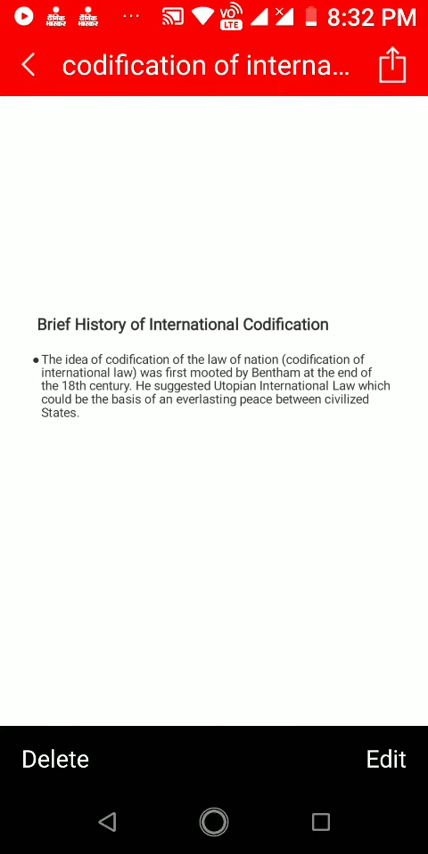 8:32 PM
VO
LTE
codification of interna...
Brief History of International Codification
● The idea of codification of the law of nation (codification of
international law) was first mooted by Bentham at the end of
the 18th century. He suggested Utopian International Law which
could be the basis of an everlasting peace between civilized
States.
Delete
Edit